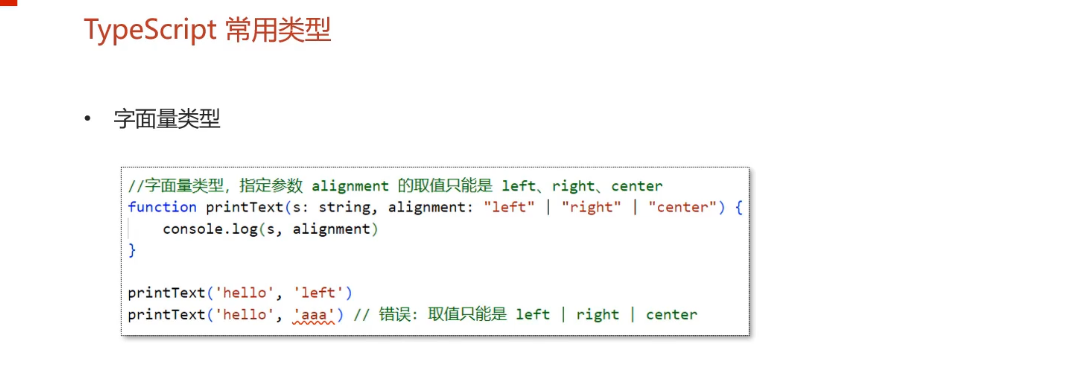 TypeScript 常用类型
• 字面量类型
//字面量类型，指定参数 alignment 的取值只能是 left、right、center
function printText(s: string, alignment: "left" | "right" | "center") {
    console.log(s, alignment)
}
printText('hello', 'left')
printText('hello', 'aaa') // 错误：取值只能是 left | right | center